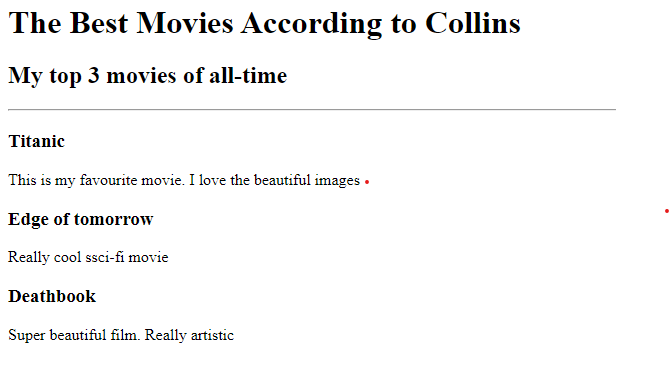 The Best Movies According to Collins
My top 3 movies of all-time
Titanic
This is my favourite movie. I love the beautiful images
Edge of tomorrow
Really cool ssci-fi movie
Deathbook
Super beautiful film. Really artistic